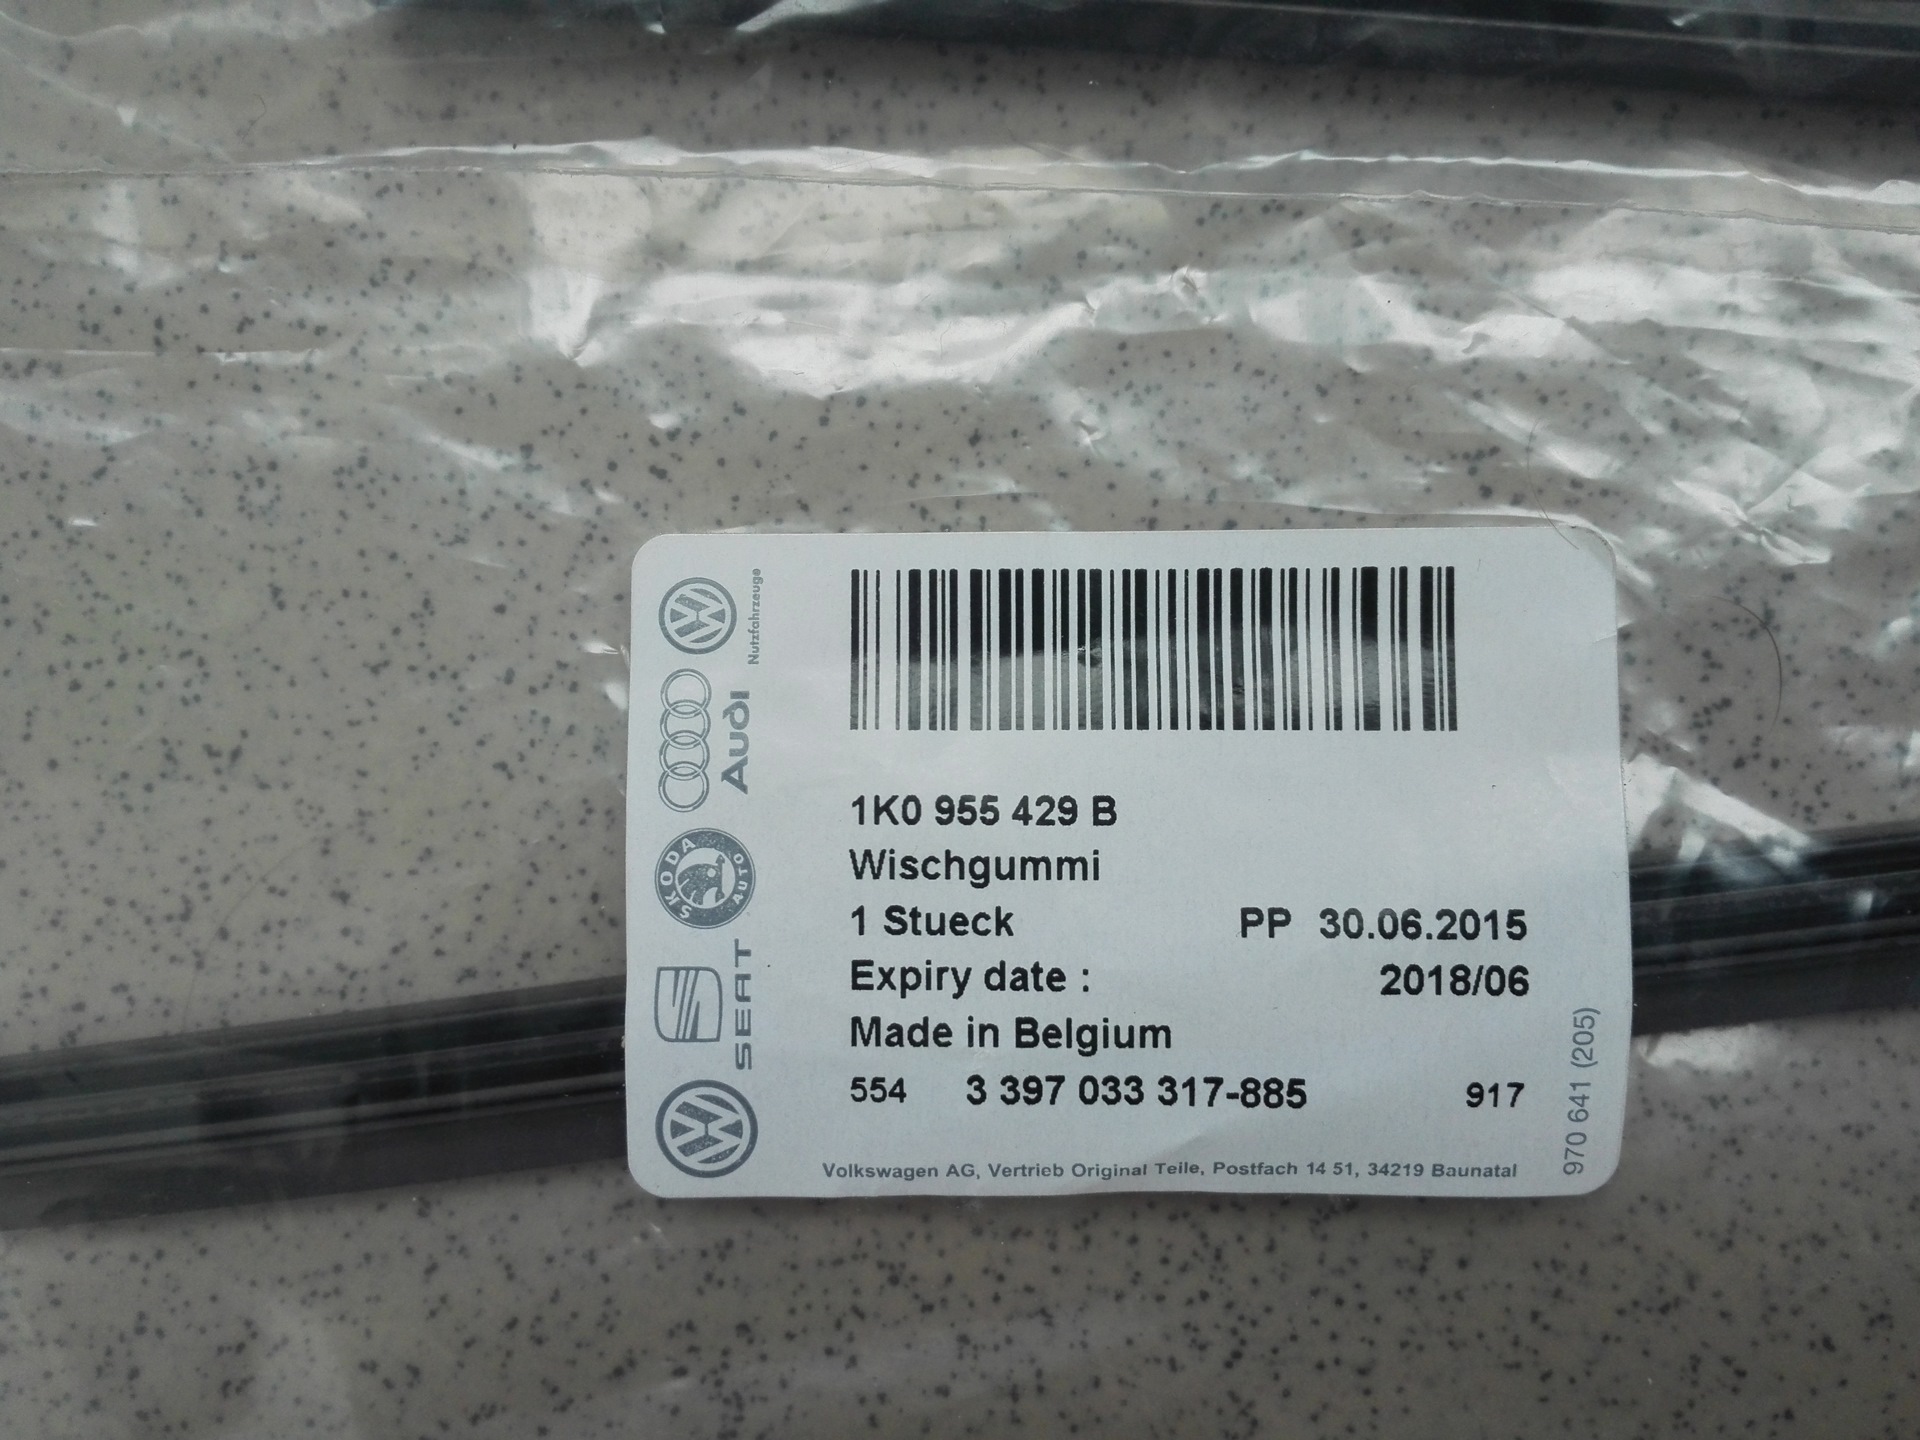 1K0 955 429 B
Wischgummi
1 Stueck PP 30.06.2015
Expiry date : 2018/06
Made in Belgium
554 3 397 033 317-885 917
Volkswagen AG, Vertrieb Original Teile, Postfach 14 51, 34219 Baunatal
970 641 (205)
Nutzfahrzeuge
Audi
SKODA
AUTO
SEAT